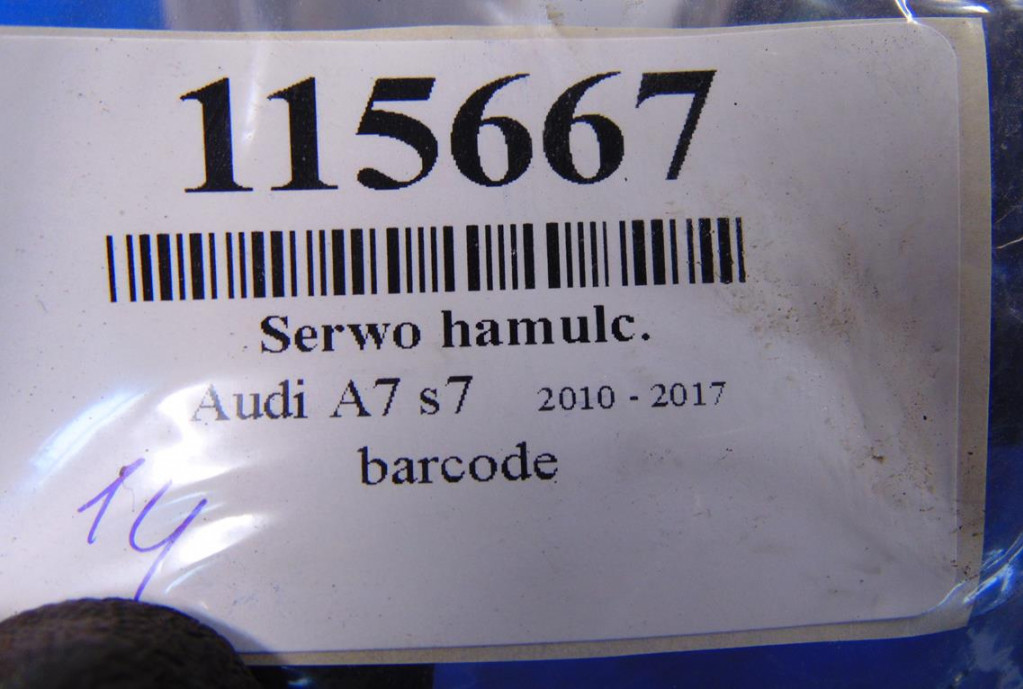 115667
Serwo hamulc.
Audi A7 s7 2010 - 2017
barcode
14